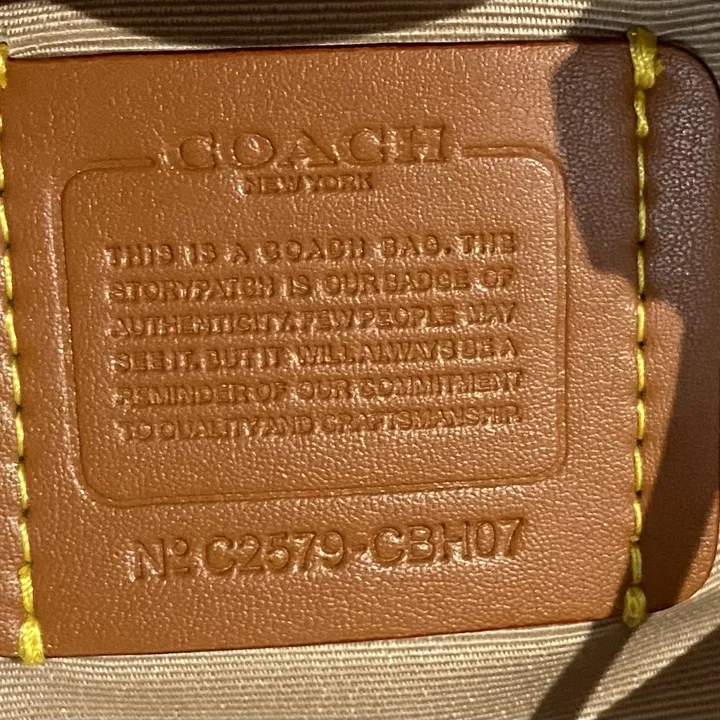 COACH
NEW YORK
THIS IS A COACH BAG. THE
STORYPATCH IS OUR BADGE OF
AUTHENTICITY. FEW PEOPLE MAY
SEE IT. BUT IT WILL ALWAYS BE A
REMINDER OF OUR COMMITMENT
TO QUALITY AND CRAFTSMANSHIP.
Nº C2579-CBH07